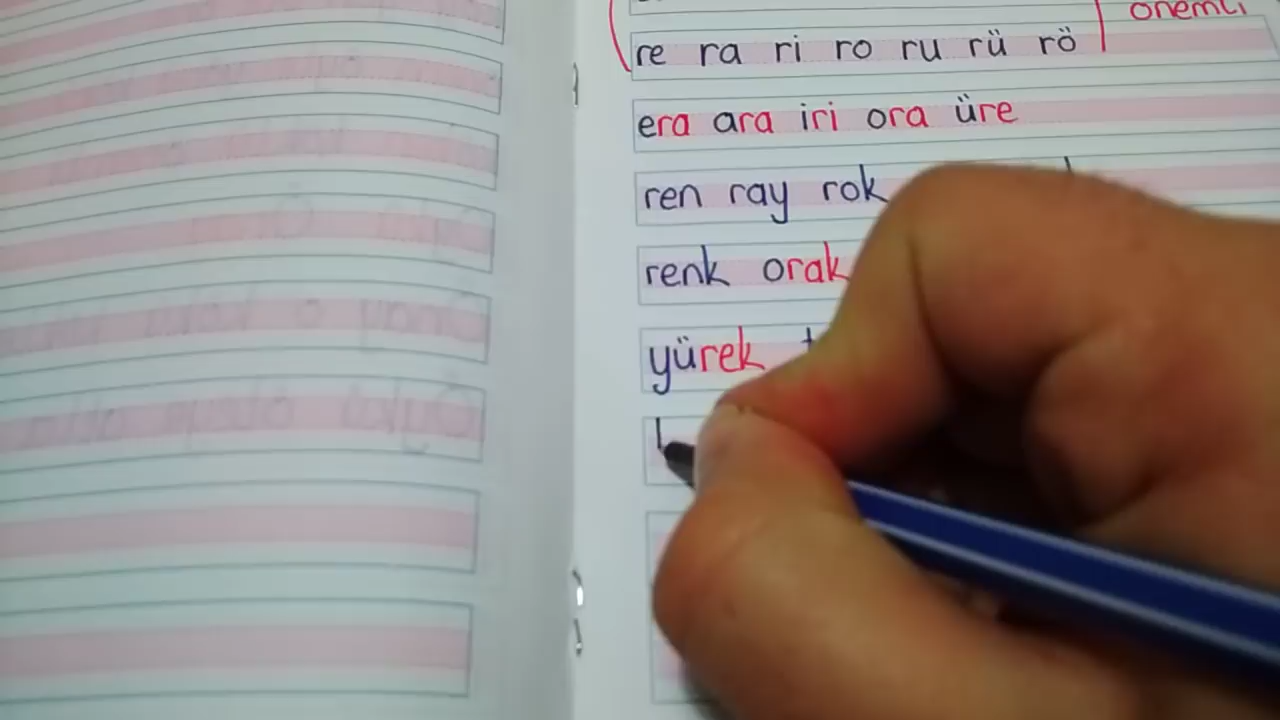 önemli
re ra ri ro ru rü rö
era ara iri ora üre
ren ray rok
renk orak
yürek